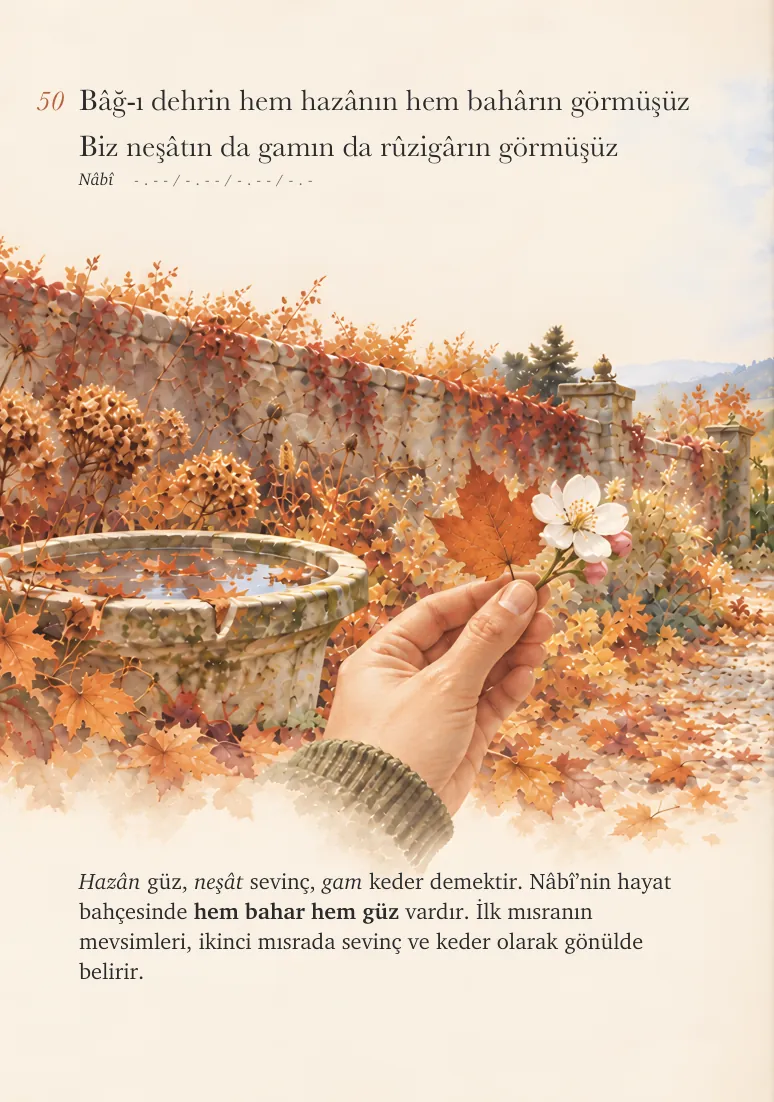 50 Bâğ-ı dehrin hem hazânın hem bahârın görmüşüz
Biz neşâtın da gamın da rûzigârın görmüşüz
Nâbî - . - - / - . - - / - . - - / - . -
Hazân güz, neşât sevinç, gam keder demektir. Nâbî’nin hayat
bahçesinde hem bahar hem güz vardır. İlk mısranın
mevsimleri, ikinci mısrada sevinç ve keder olarak gönülde
belirir.